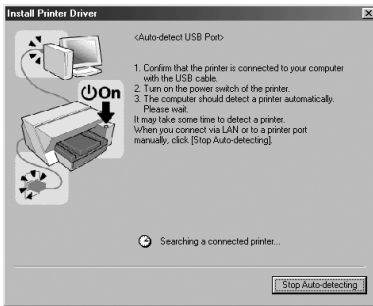 Install Printer Driver
<Auto-detect USB Port>
1. Confirm that the printer is connected to your computer
with the USB cable.
2. Turn on the power switch of the printer.
3. The computer should detect a printer automatically.
Please wait.
It may take some time to detect a printer.
When you connect via LAN or to a printer port
manually, click [Stop Auto-detecting].
On
Searching a connected printer...
Stop Auto-detecting